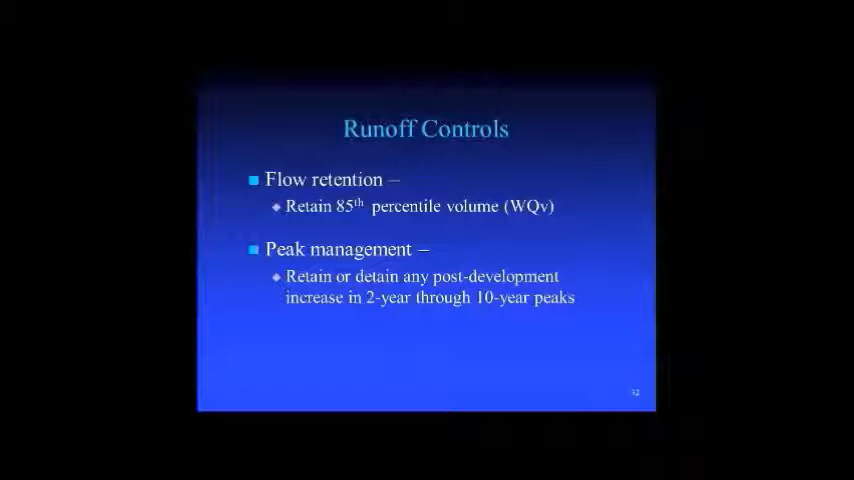 Runoff Controls
Flow retention –
Retain 85th percentile volume (WQv)
Peak management –
Retain or detain any post-development
increase in 2-year through 10-year peaks